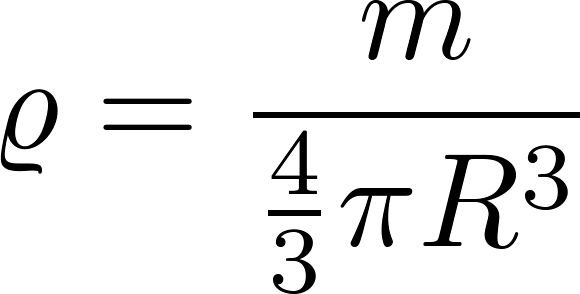 ϱ = m / (4/3 π R³)